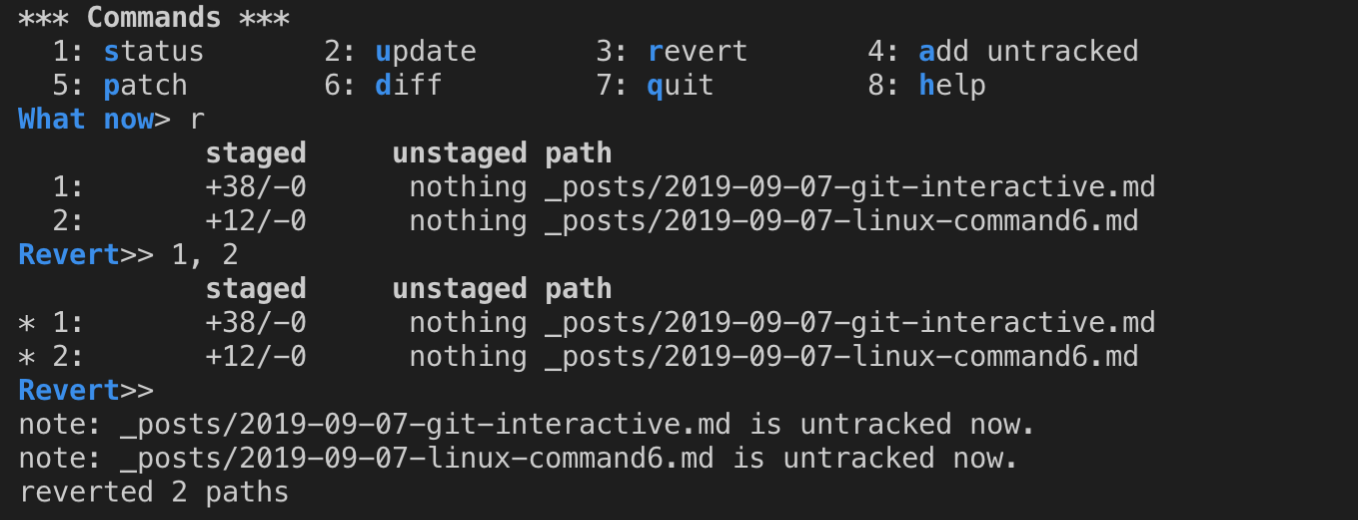 *** Commands ***
  1: status       2: update       3: revert       4: add untracked
  5: patch        6: diff         7: quit         8: help
What now> r
           staged     unstaged path
  1:       +38/-0      nothing _posts/2019-09-07-git-interactive.md
  2:       +12/-0      nothing _posts/2019-09-07-linux-command6.md
Revert>> 1, 2
           staged     unstaged path
* 1:       +38/-0      nothing _posts/2019-09-07-git-interactive.md
* 2:       +12/-0      nothing _posts/2019-09-07-linux-command6.md
Revert>>
note: _posts/2019-09-07-git-interactive.md is untracked now.
note: _posts/2019-09-07-linux-command6.md is untracked now.
reverted 2 paths